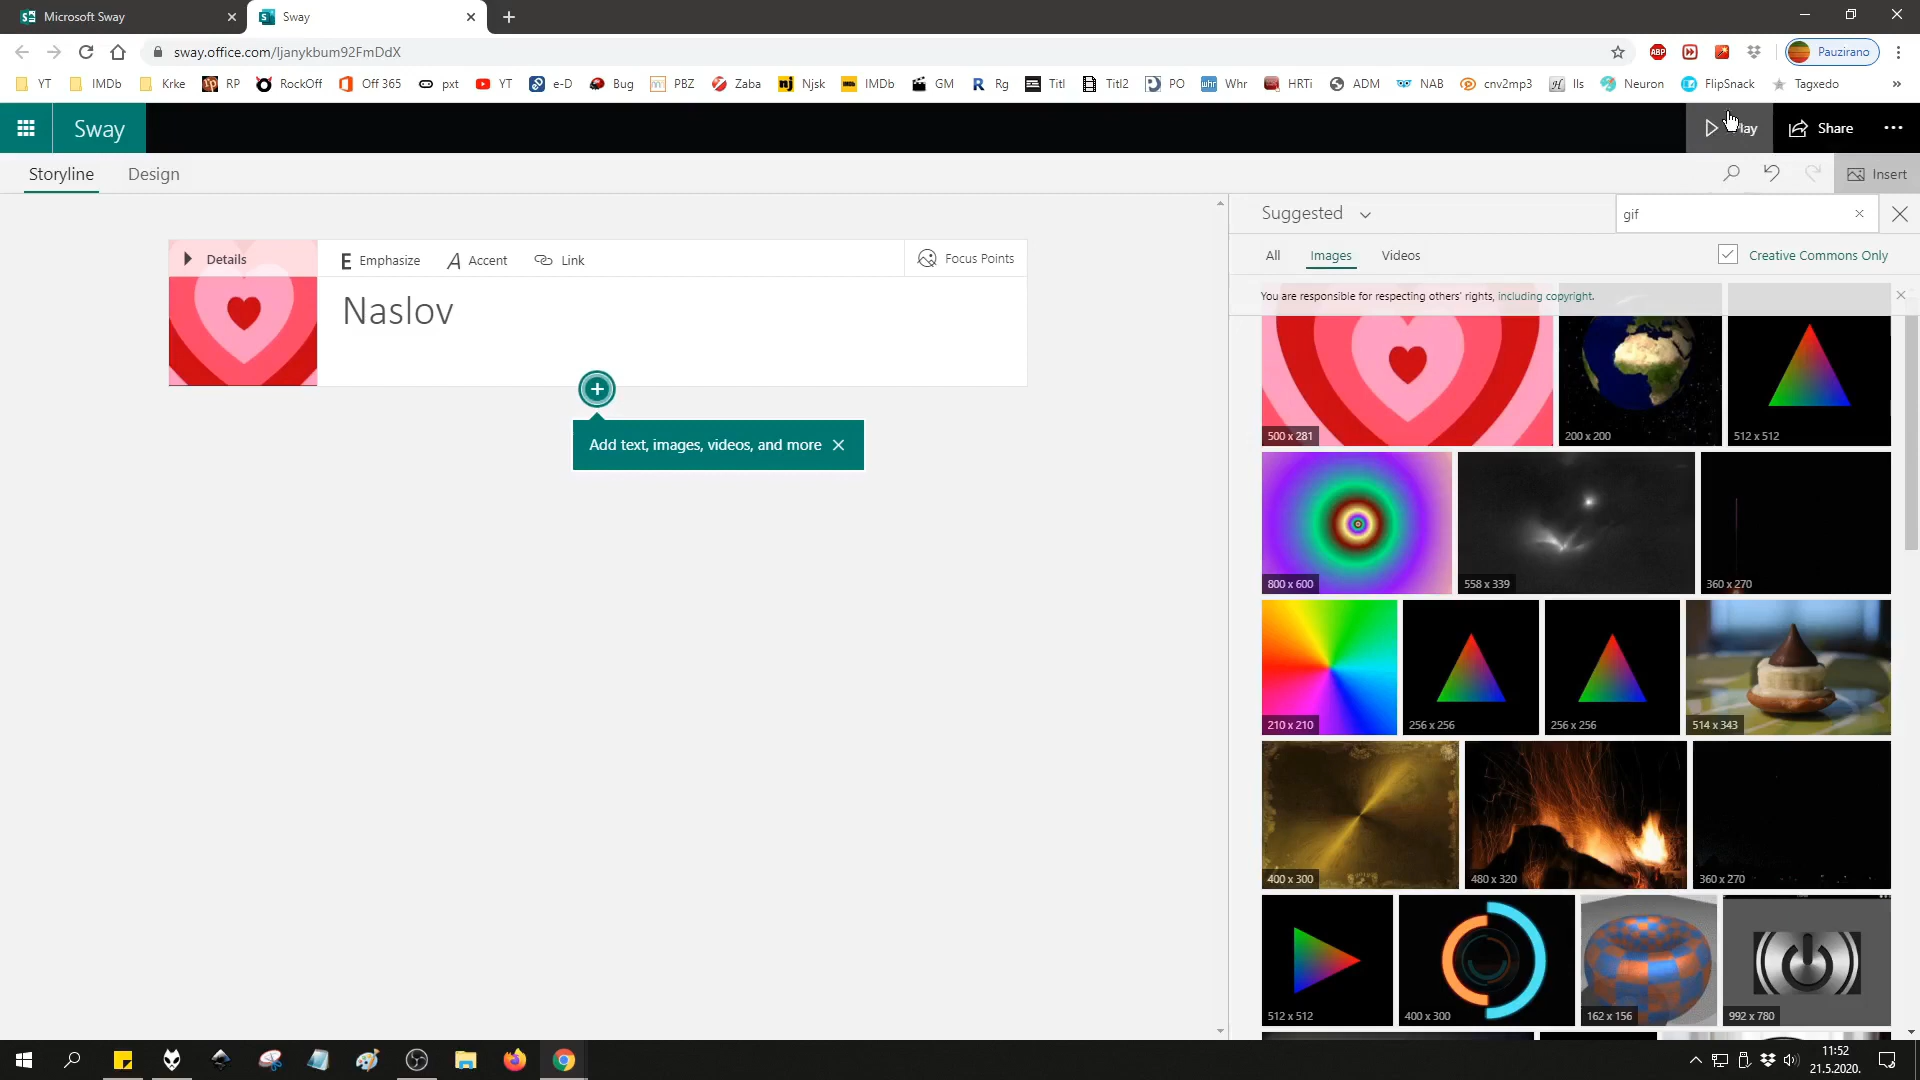 Microsoft Sway
Sway
sway.office.com/ljanykbum92FmDdX
ABP
Pauzirano
YT
IMDb
Krke
RP
RockOff
Off 365
pxt
YT
e-D
Bug
PBZ
Zaba
Njsk
IMDb
GM
Rg
Titl
Titl2
PO
Whr
HRTi
ADM
NAB
cnv2mp3
Ils
Neuron
FlipSnack
Tagxedo
Sway
Play
Share
Storyline
Design
Insert
Suggested
gif
Details
Emphasize
Accent
Link
Focus Points
All
Images
Videos
Creative Commons Only
You are responsible for respecting others' rights, including copyright.
Naslov
Add text, images, videos, and more
500 x 281
200 x 200
512 x 512
800 x 600
558 x 339
360 x 270
210 x 210
256 x 256
256 x 256
514 x 343
400 x 300
480 x 320
360 x 270
512 x 512
400 x 300
162 x 156
992 x 780
11:52
21.5.2020.